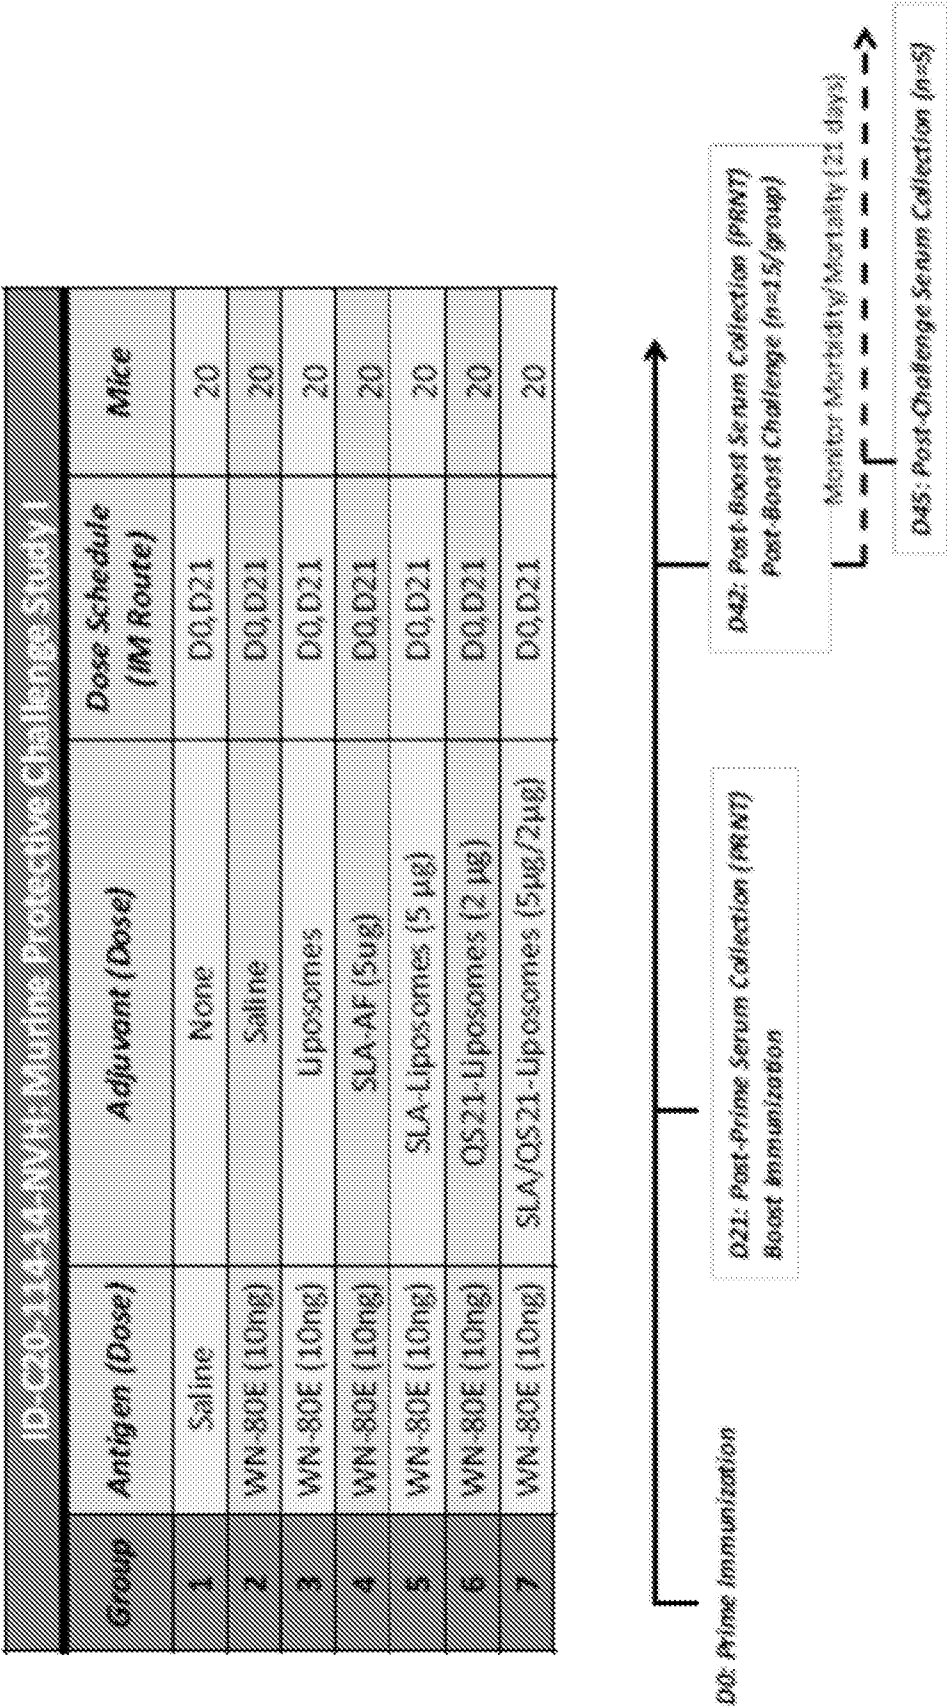 ID-C20-1114-14-NVH Murine Protective Challenge Study 1
Group Antigen (Dose) Adjuvant (Dose) Dose Schedule (IM Route) Mice
1 Saline None D0,D21 20
2 WN-80E (10ng) Saline D0,D21 20
3 WN-80E (10ng) Liposomes D0,D21 20
4 WN-80E (10ng) SLA-AF (5ug) D0,D21 20
5 WN-80E (10ng) SLA-Liposomes (5 µg) D0,D21 20
6 WN-80E (10ng) QS21-Liposomes (2 µg) D0,D21 20
7 WN-80E (10ng) SLA/QS21-Liposomes (5µg/2µg) D0,D21 20
D0: Prime Immunization
D21: Post-Prime Serum Collection (PRNT)
Boost Immunization
D42: Post-Boost Serum Collection (PRNT)
Post-Boost Challenge (n=15/group)
Monitor Morbidity/Mortality (21 days)
D45: Post-Challenge Serum Collection (n=5)